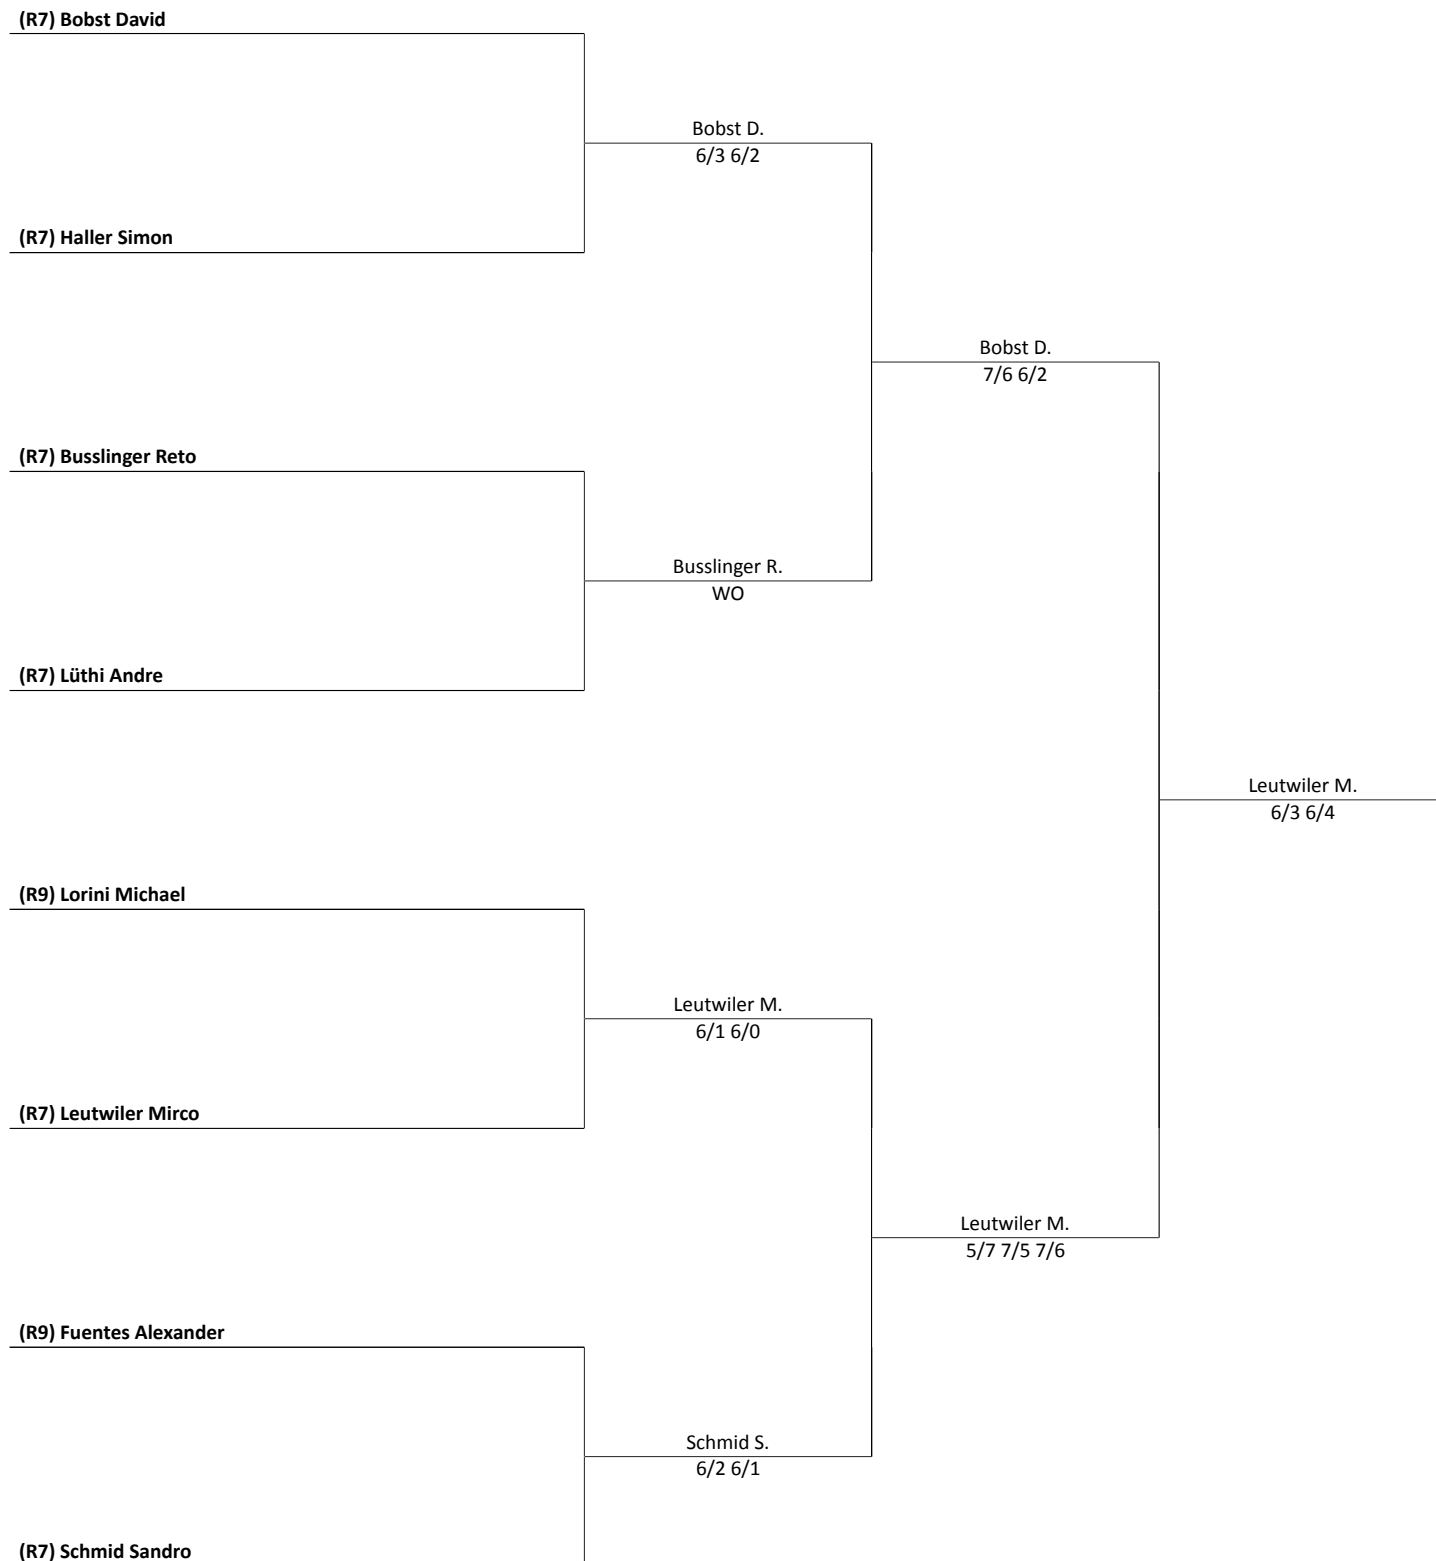 (R7) Bobst David
Bobst D.
6/3 6/2
(R7) Haller Simon
Bobst D.
7/6 6/2
(R7) Busslinger Reto
Busslinger R.
WO
(R7) Lüthi Andre
Leutwiler M.
6/3 6/4
(R9) Lorini Michael
Leutwiler M.
6/1 6/0
(R7) Leutwiler Mirco
Leutwiler M.
5/7 7/5 7/6
(R9) Fuentes Alexander
Schmid S.
6/2 6/1
(R7) Schmid Sandro